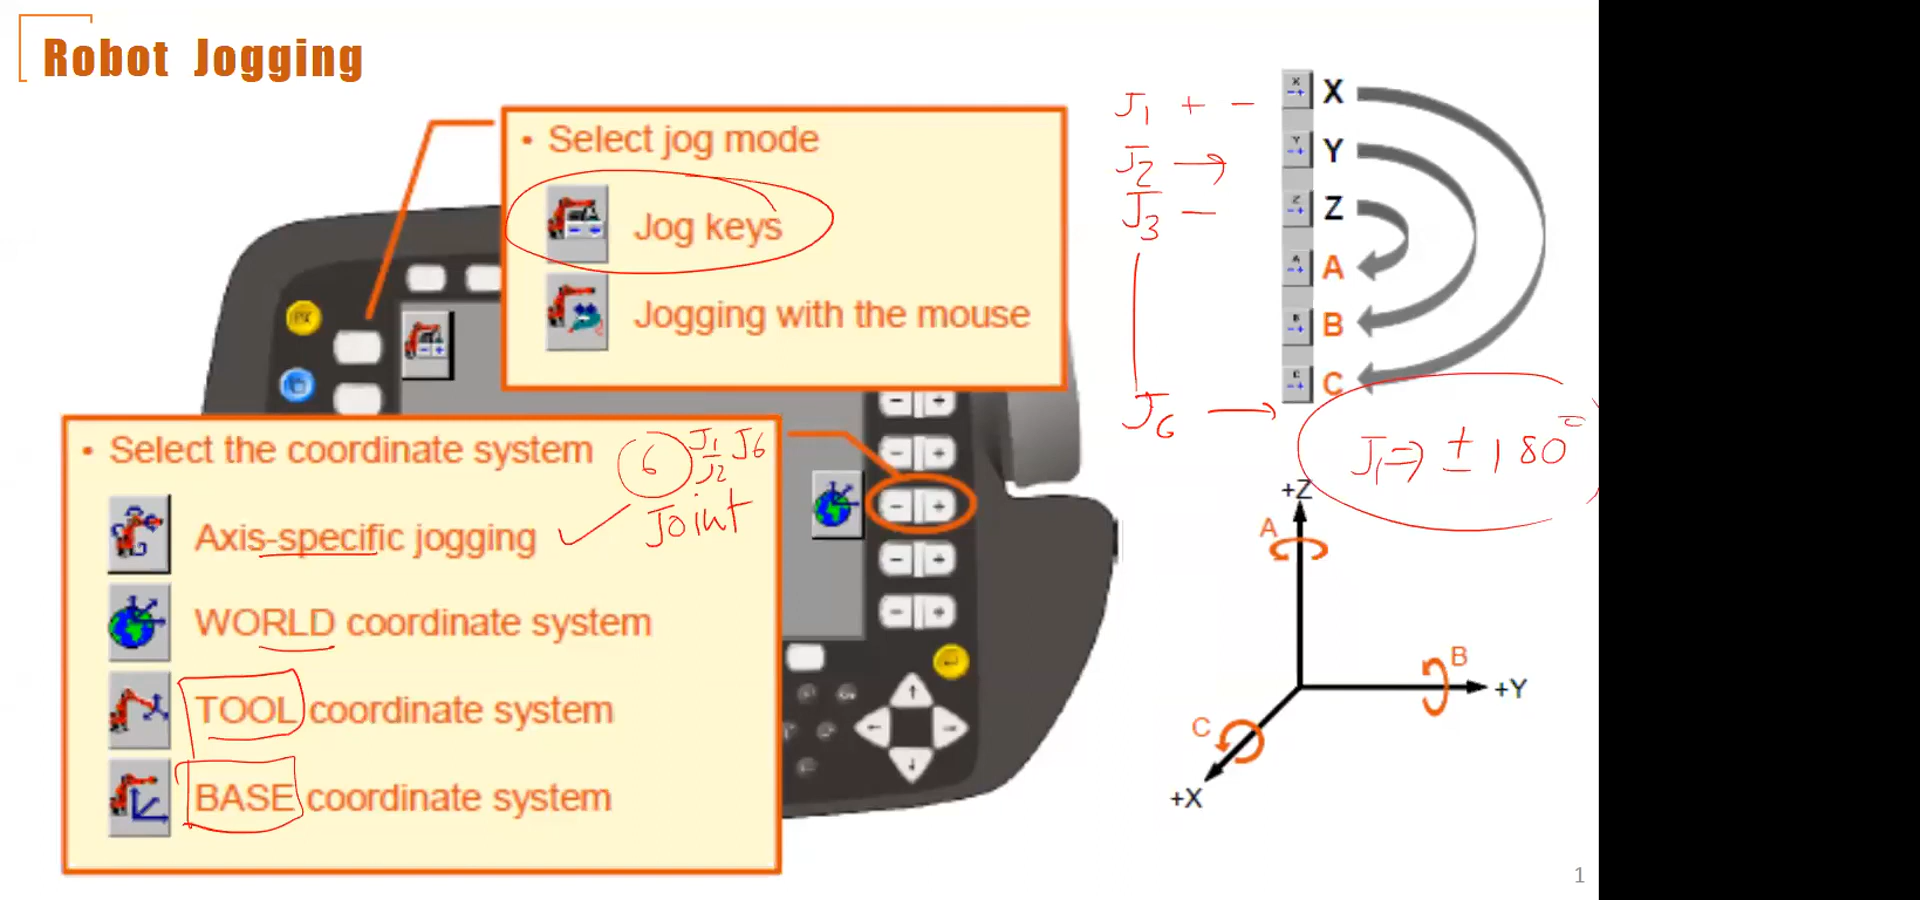 Robot Jogging
• Select jog mode
Jog keys
Jogging with the mouse
• Select the coordinate system
Axis-specific jogging
WORLD coordinate system
TOOL coordinate system
BASE coordinate system
6 J1 J2 J6
Joint
J1 + -
J2 →
J3 -
J6 →
X - + X
Y - + Y
Z - + Z
A - + A
B - + B
C - + C
J1 ⇒ ± 180°
+Z
A
B
+Y
C
+X
- +
- +
- +
- +
- +
1